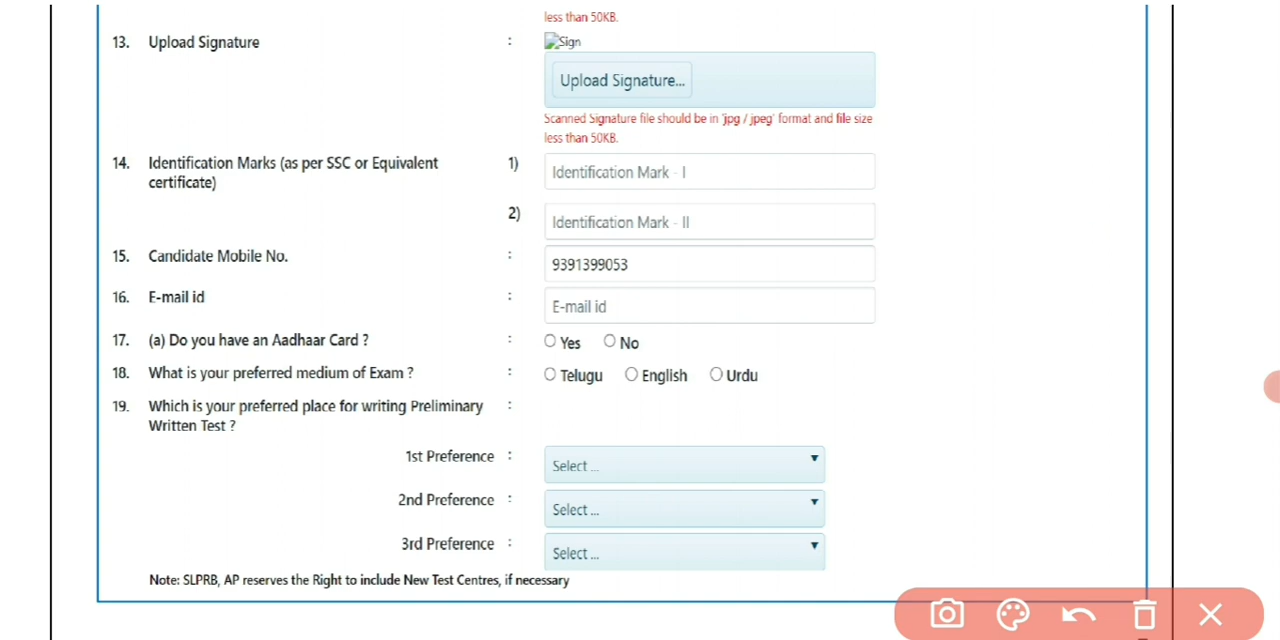 less than 50KB.
13. Upload Signature : Sign
Upload Signature...
Scanned Signature file should be in 'jpg / jpeg' format and file size
less than 50KB.
14. Identification Marks (as per SSC or Equivalent 1) Identification Mark - I
certificate)
2) Identification Mark - II
15. Candidate Mobile No. : 9391399053
16. E-mail id : E-mail id
17. (a) Do you have an Aadhaar Card ? : Yes No
18. What is your preferred medium of Exam ? : Telugu English Urdu
19. Which is your preferred place for writing Preliminary :
Written Test ?
1st Preference : Select ...
2nd Preference : Select ...
3rd Preference : Select ...
Note: SLPRB, AP reserves the Right to include New Test Centres, if necessary